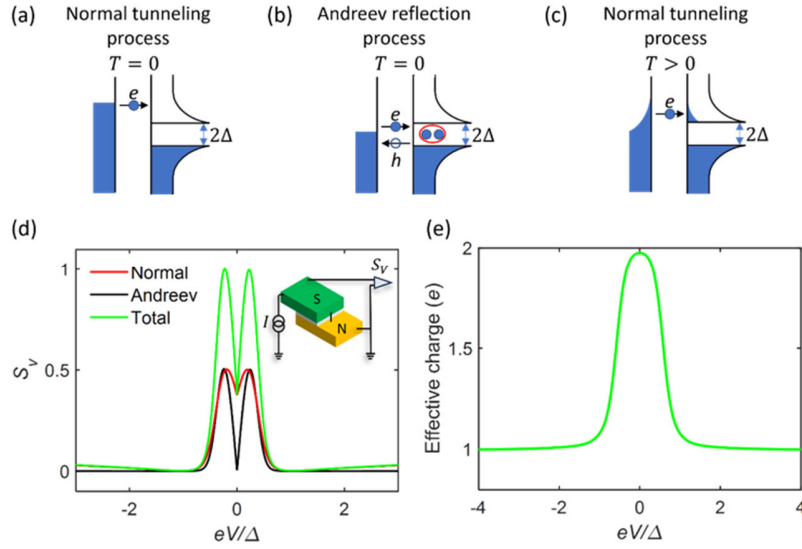 (a)
Normal tunneling
process
T = 0
e
2Δ
(b)
Andreev reflection
process
T = 0
e
h
2Δ
(c)
Normal tunneling
process
T > 0
e
2Δ
(d)
Normal
Andreev
Total
S_V
S
I
N
I
1
0.5
0
S_V
-2
0
2
eV/Δ
(e)
2
1.5
1
Effective charge (e)
-4
-2
0
2
4
eV/Δ